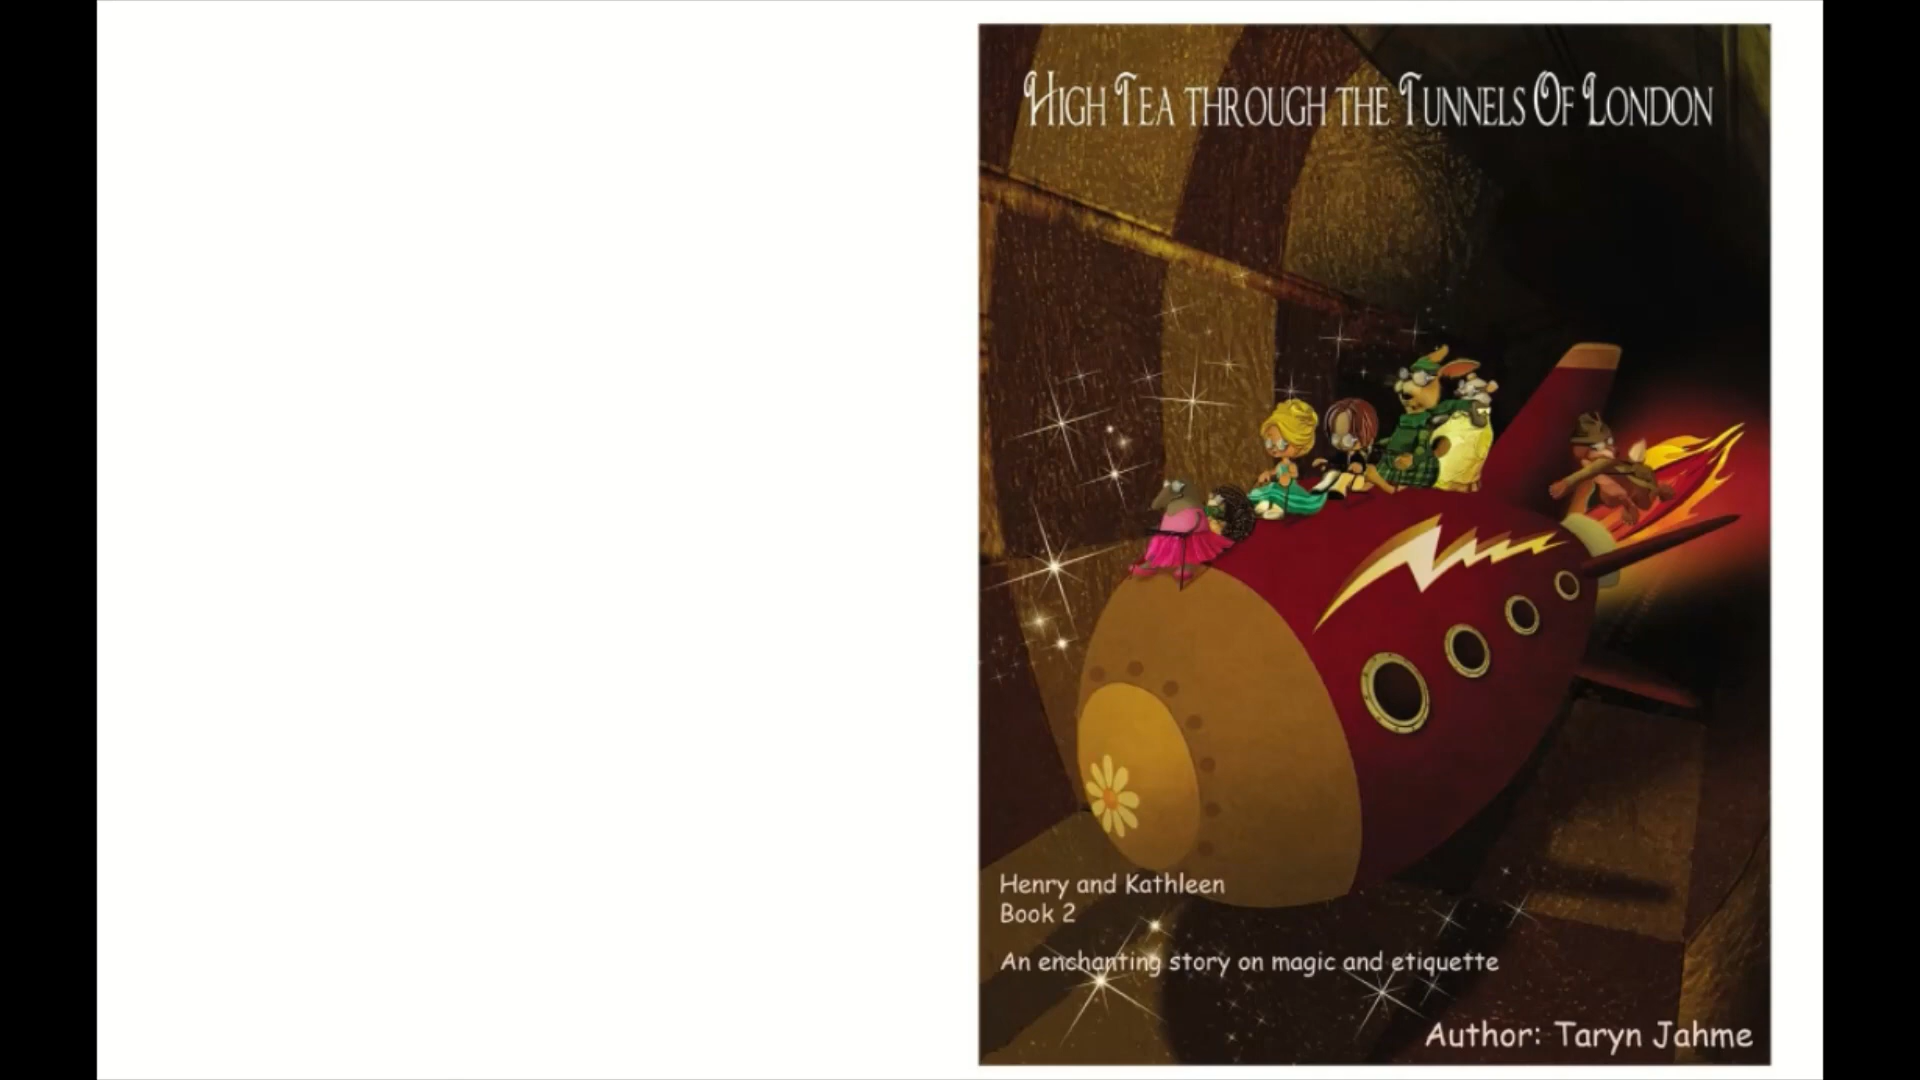 High Tea through the Tunnels Of London
Henry and Kathleen
Book 2
An enchanting story on magic and etiquette
Author: Taryn Jahme